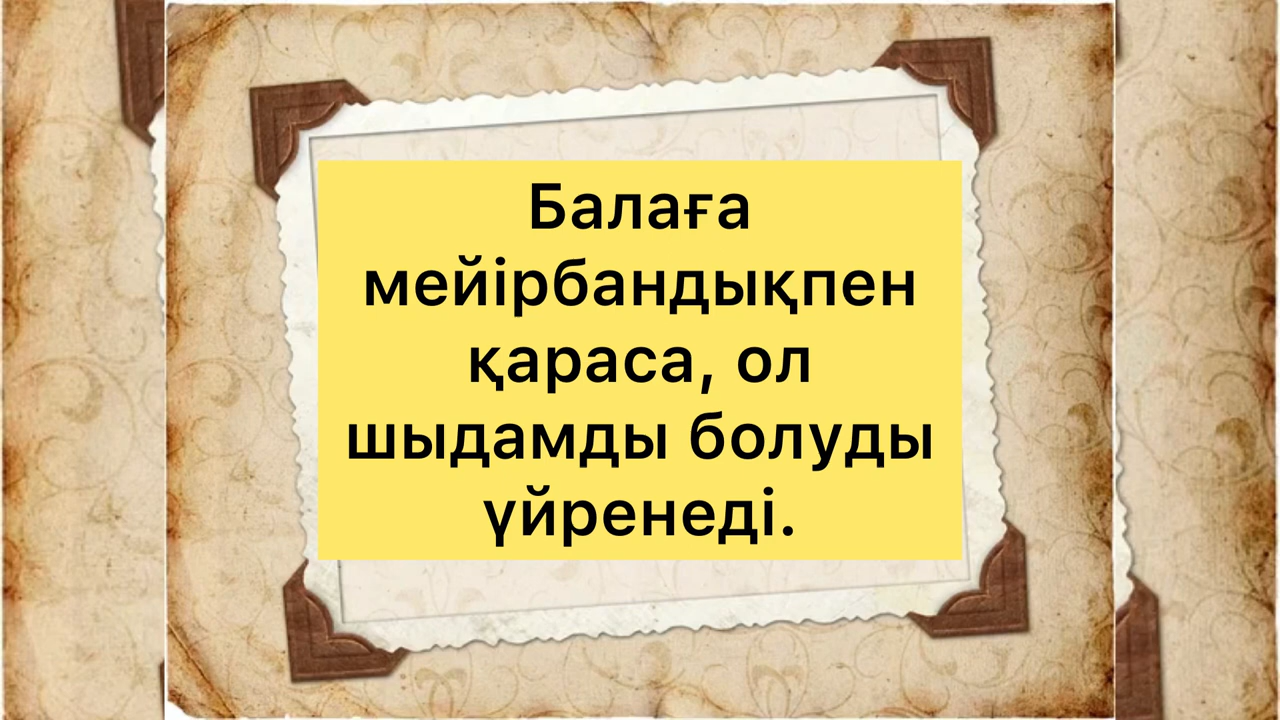 Балаға
мейірбандықпен
қараса, ол
шыдамды болуды
үйренеді.